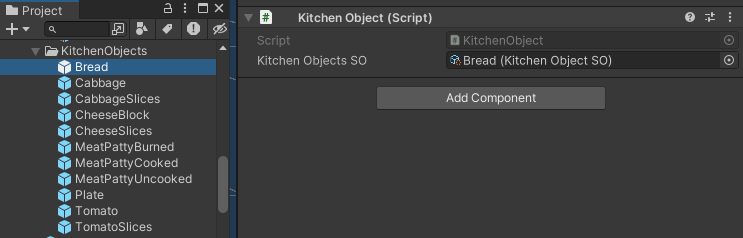 Project
KitchenObjects
Bread
Cabbage
CabbageSlices
CheeseBlock
CheeseSlices
MeatPattyBurned
MeatPattyCooked
MeatPattyUncooked
Plate
Tomato
TomatoSlices
# Kitchen Object (Script)
Script KitchenObject
Kitchen Objects SO Bread (Kitchen Object SO)
Add Component